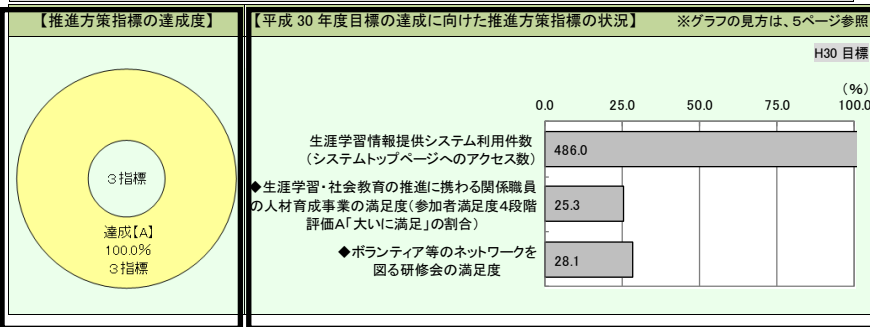 【推進方策指標の達成度】
【平成 30 年度目標の達成に向けた推進方策指標の状況】 ※グラフの見方は、5ページ参照
H30 目標
(%)
0.0 25.0 50.0 75.0 100.0
生涯学習情報提供システム利用件数
(システムトップページへのアクセス数)
486.0
◆生涯学習・社会教育の推進に携わる関係職員
の人材育成事業の満足度(参加者満足度4段階
評価A「大いに満足」の割合)
25.3
◆ボランティア等のネットワークを
図る研修会の満足度
28.1
3指標
達成【A】
100.0%
3指標